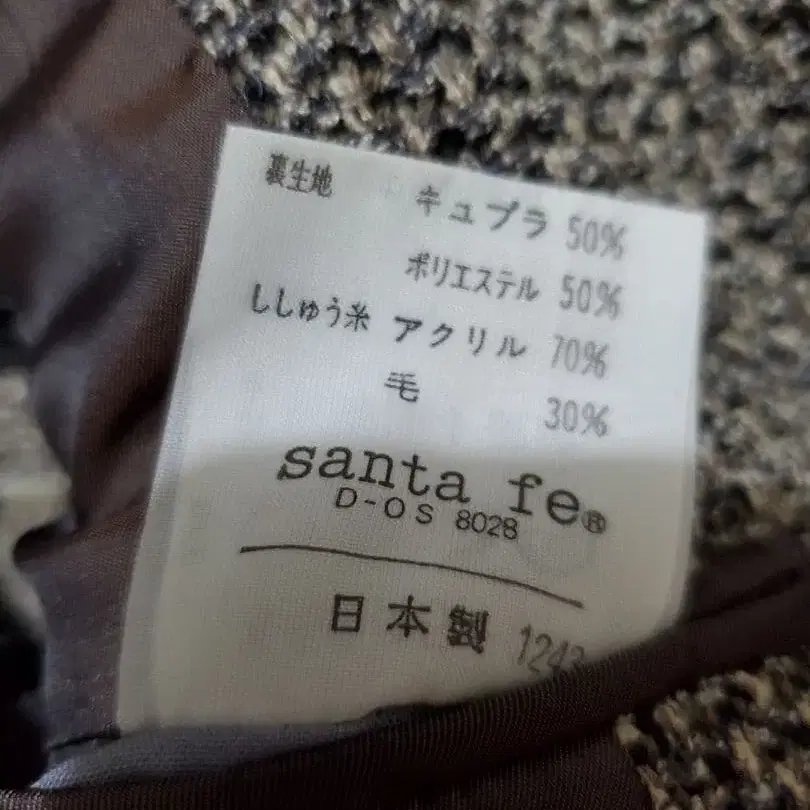 裏生地 キュプラ 50%
ポリエステル 50%
ししゅう糸 アクリル 70%
毛 30%
santa fe®
D-OS 8028
日本製 1243